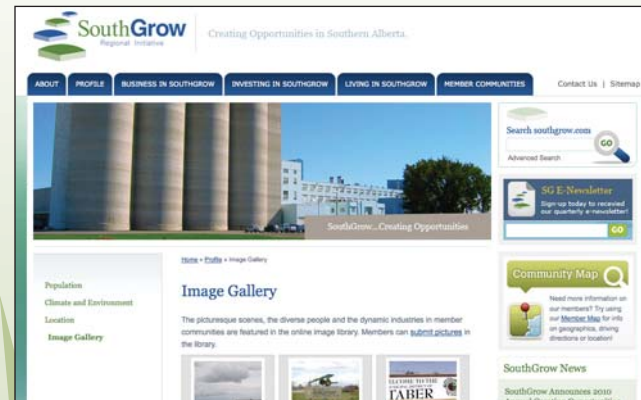 SouthGrow
Regional Initiative
Creating Opportunities in Southern Alberta.
ABOUT
PROFILE
BUSINESS IN SOUTHGROW
INVESTING IN SOUTHGROW
LIVING IN SOUTHGROW
MEMBER COMMUNITIES
Contact Us | Sitemap
SouthGrow...Creating Opportunities
Search southgrow.com
GO
Advanced Search
SG E-Newsletter
Sign-up today to recevied
our quarterly e-newsletter!
GO
Home » Profile » Image Gallery
Population
Climate and Environment
Location
Image Gallery
Image Gallery
The picturesque scenes, the diverse people and the dynamic industries in member
communities are featured in the online image library. Members can submit pictures in
the library.
TABER
Community Map
Need more information on
our members? Try using
our Member Map for info
on geographics, driving
directions or location!
SouthGrow News
SouthGrow Announces 2010